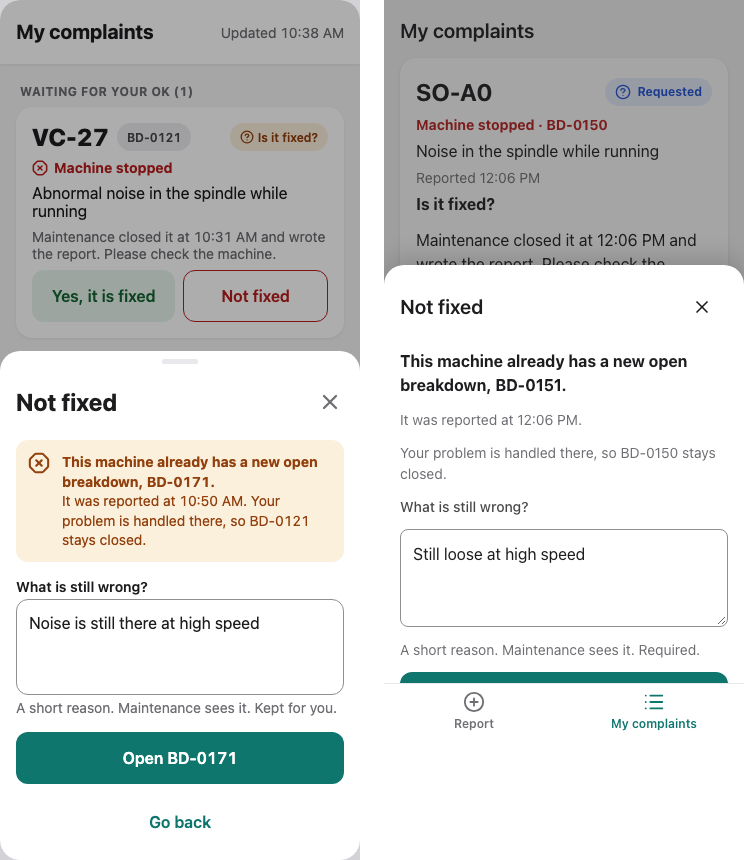 My complaints
Updated 10:38 AM
WAITING FOR YOUR OK (1)
VC-27
BD-0121
Is it fixed?
Machine stopped
Abnormal noise in the spindle while
running
Maintenance closed it at 10:31 AM and wrote
the report. Please check the machine.
Yes, it is fixed
Not fixed
Not fixed
This machine already has a new open
breakdown, BD-0171.
It was reported at 10:50 AM. Your
problem is handled there, so BD-0121
stays closed.
What is still wrong?
Noise is still there at high speed
A short reason. Maintenance sees it. Kept for you.
Open BD-0171
Go back
My complaints
SO-A0
Requested
Machine stopped · BD-0150
Noise in the spindle while running
Reported 12:06 PM
Is it fixed?
Maintenance closed it at 12:06 PM and
wrote the report. Please check the
Not fixed
This machine already has a new open
breakdown, BD-0151.
It was reported at 12:06 PM.
Your problem is handled there, so BD-0150 stays
closed.
What is still wrong?
Still loose at high speed
A short reason. Maintenance sees it. Required.
Report
My complaints